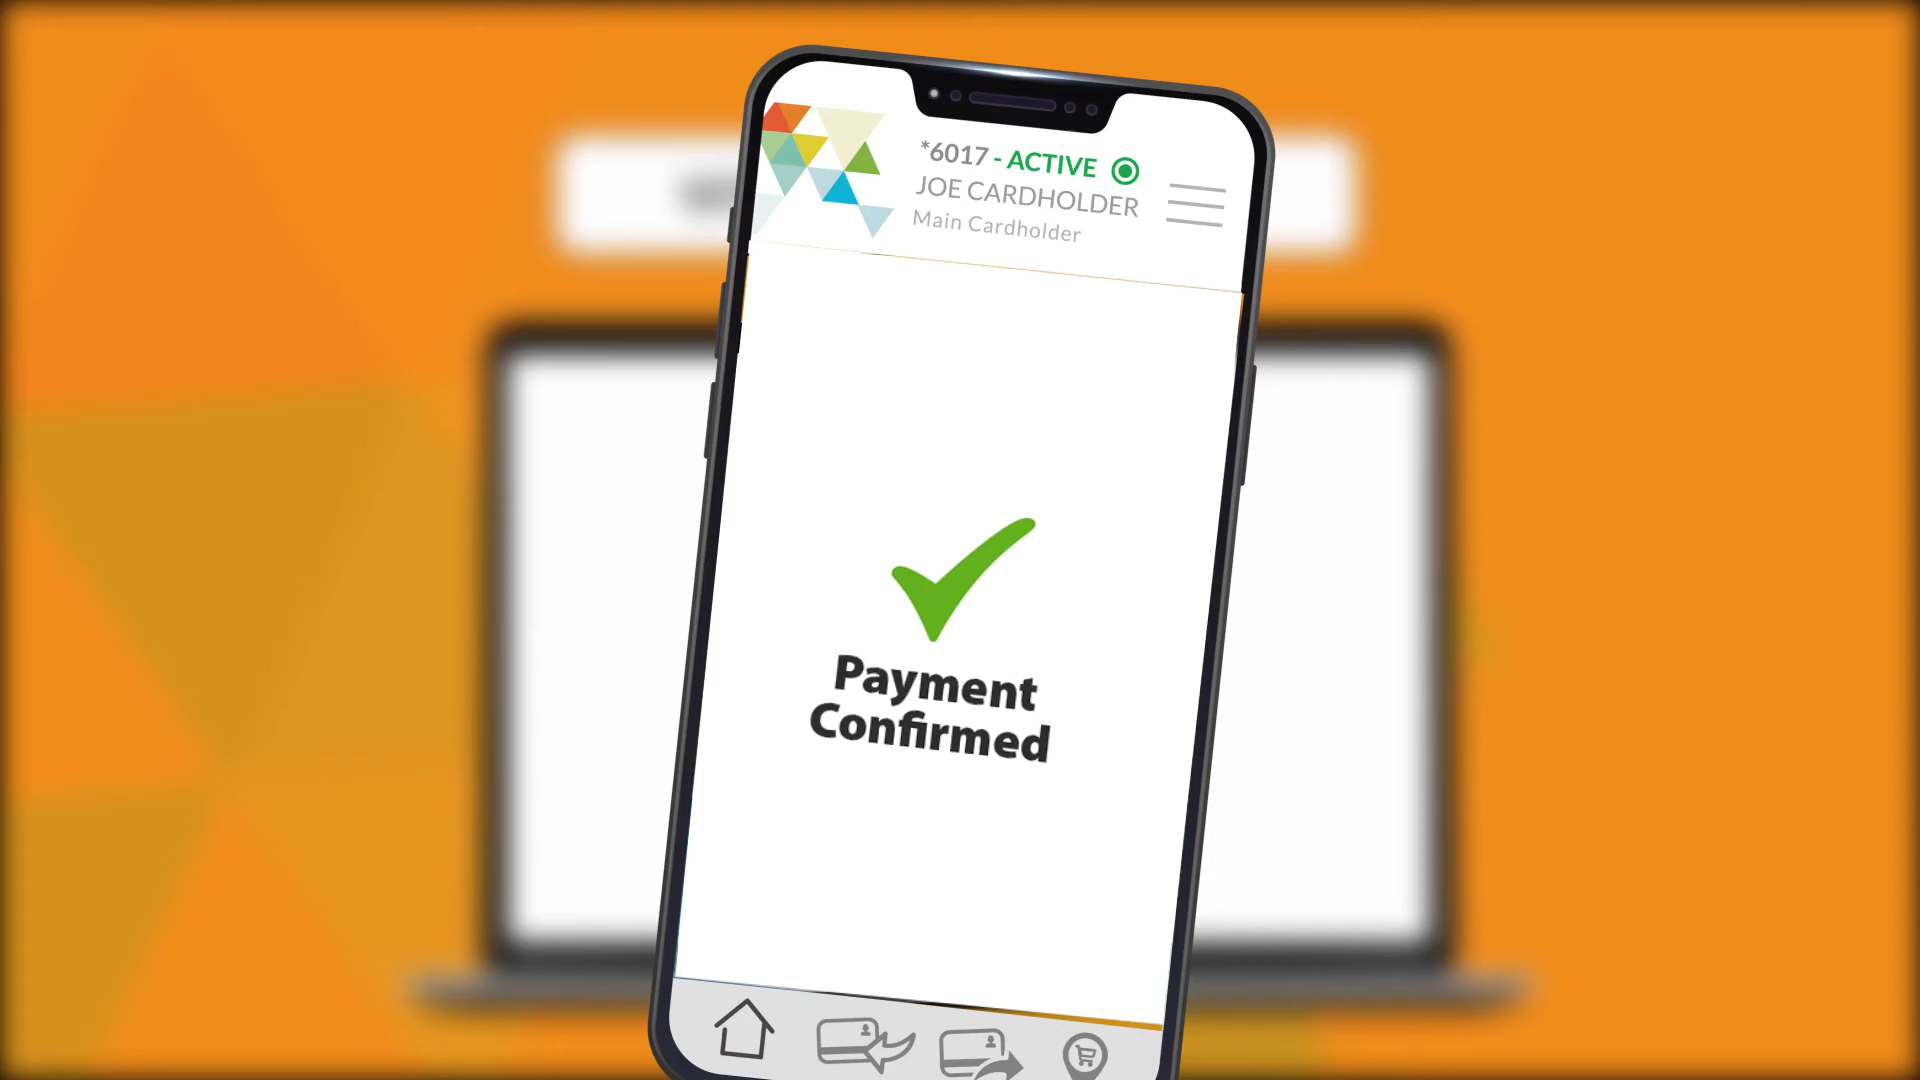 *6017 - ACTIVE
JOE CARDHOLDER
Main Cardholder
Payment
Confirmed